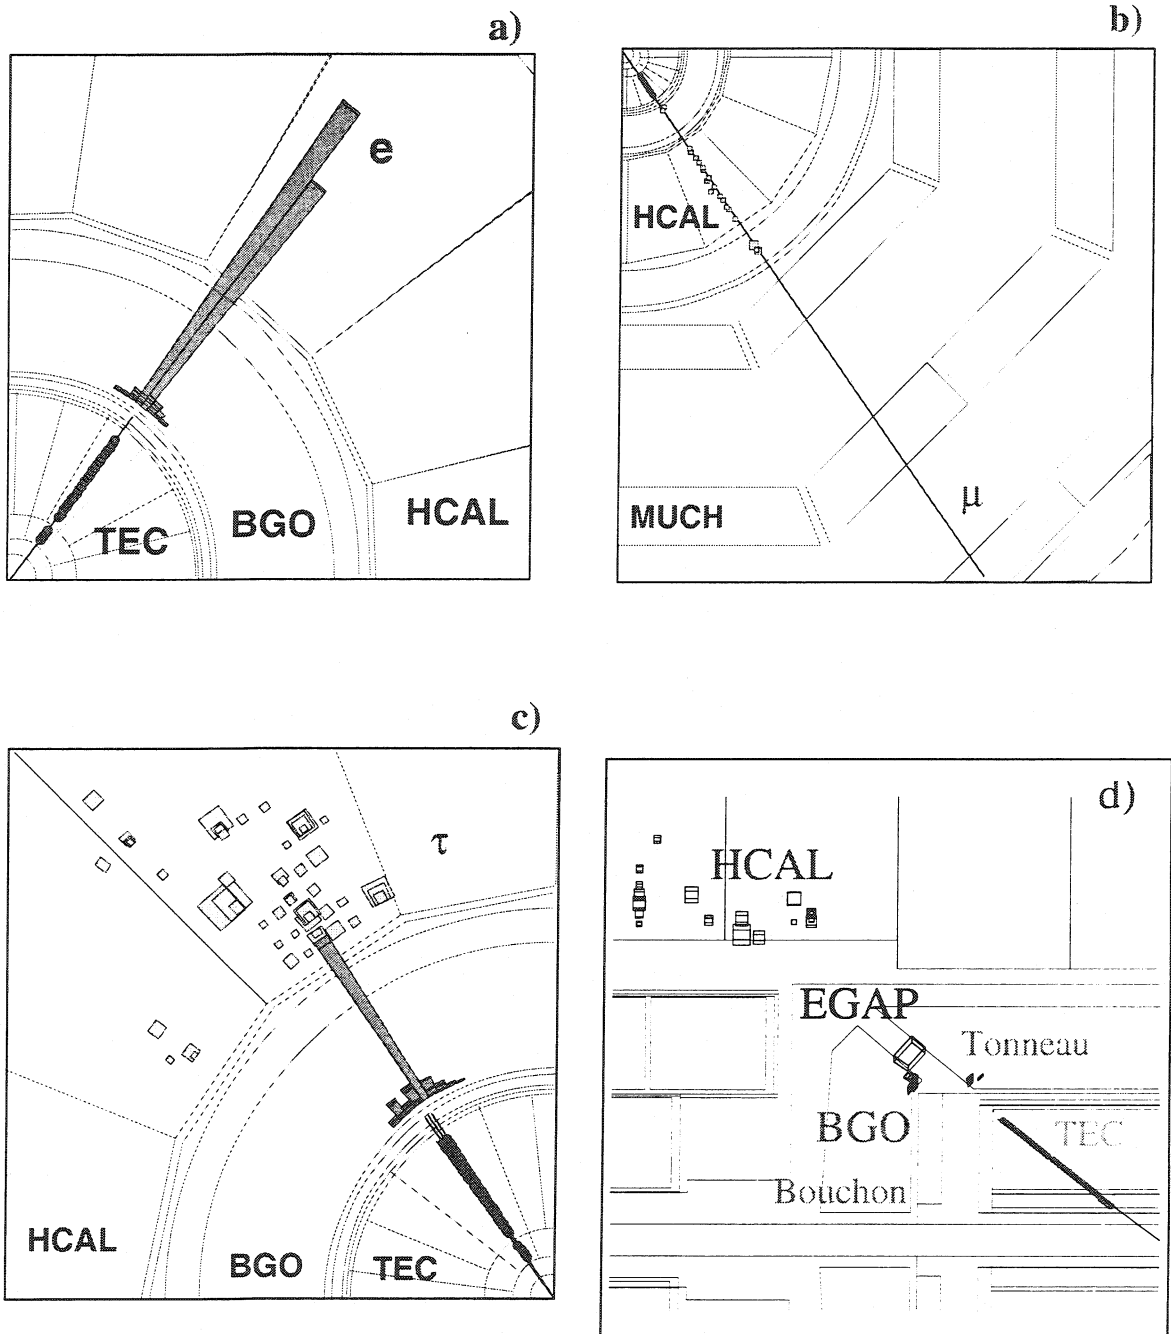 a)
e
TEC
BGO
HCAL
b)
HCAL
μ
MUCH
c)
τ
HCAL
BGO
TEC
d)
HCAL
EGAP
Tonneau
BGO
TEC
Bouchon